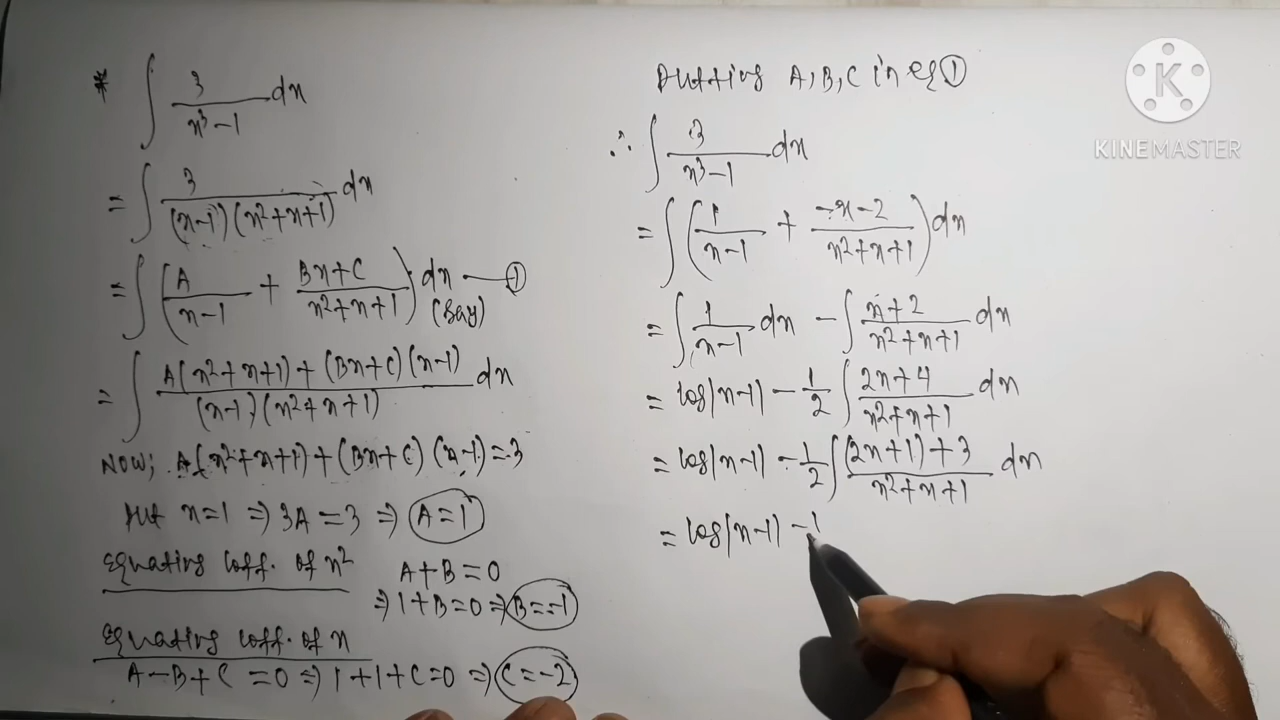 * ∫ 3/(x³-1) dx
= ∫ 3/((x-1)(x²+x+1)) dx
= ∫ (A/(x-1) + (Bx+C)/(x²+x+1)) dx — ①
(Say)
= ∫ (A(x²+x+1)+(Bx+C)(x-1))/((x-1)(x²+x+1)) dx
Now; A(x²+x+1)+(Bx+C)(x-1)=3
Put x=1 ⇒ 3A=3 ⇒ A=1
Equating coff. of x² A+B=0
⇒ 1+B=0 ⇒ B=-1
Equating coff. of x
A-B+C=0 ⇒ 1+1+C=0 ⇒ C=-2
Putting A,B,C in eq ①
∴ ∫ 3/(x³-1) dx
= ∫ (1/(x-1) + (-x-2)/(x²+x+1)) dx
= ∫ 1/(x-1) dx - ∫ (x+2)/(x²+x+1) dx
= log|x-1| - 1/2 ∫ (2x+4)/(x²+x+1) dx
= log|x-1| - 1/2 ∫ ((2x+1)+3)/(x²+x+1) dx
= log|x-1| - 1
K
KINEMASTER